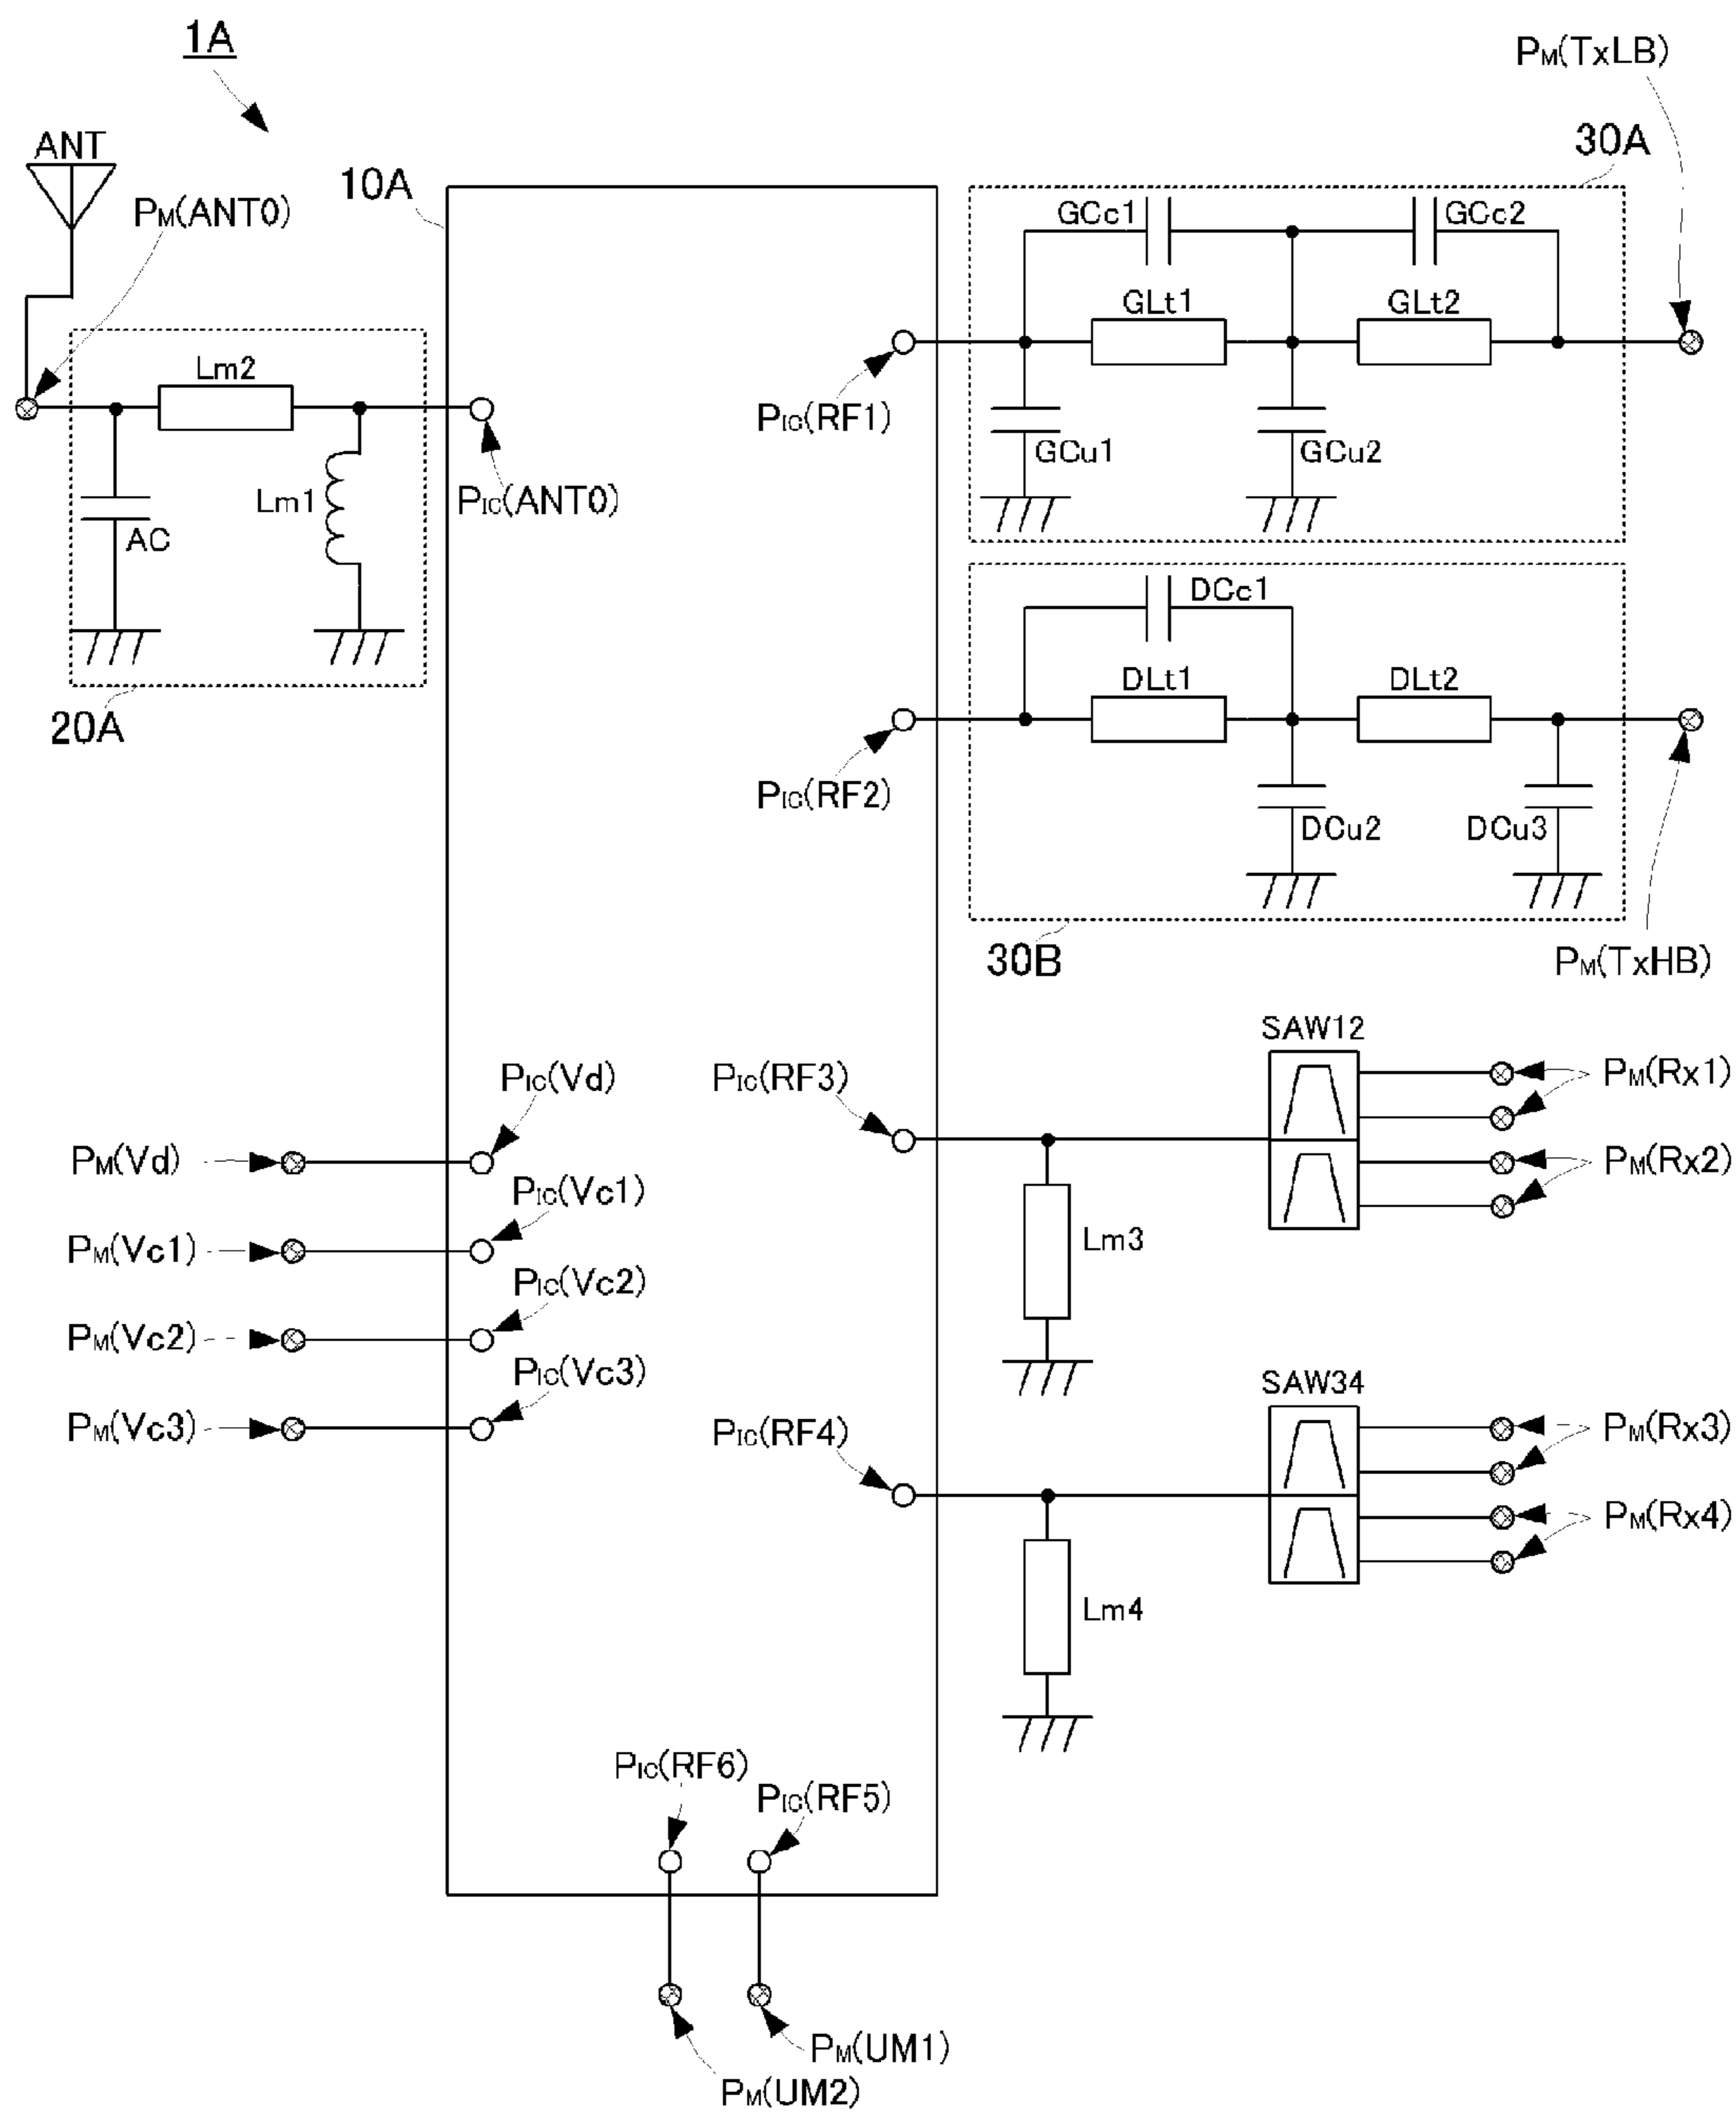 1A
PM(TxLB)
30A
ANT
10A
PM(ANT0)
GCc1
GCc2
GLt1
GLt2
Lm2
PIC(RF1)
GCu1
GCu2
Lm1
PIC(ANT0)
AC
DCc1
DLt1
DLt2
20A
PIC(RF2)
DCu2
DCu3
30B
PM(TxHB)
SAW12
PIC(Vd)
PIC(RF3)
PM(Rx1)
PM(Vd)
PM(Rx2)
PIC(Vc1)
PM(Vc1)
Lm3
PIC(Vc2)
PM(Vc2)
PIC(Vc3)
SAW34
PM(Vc3)
PIC(RF4)
PM(Rx3)
PM(Rx4)
Lm4
PIC(RF6)
PIC(RF5)
PM(UM1)
PM(UM2)